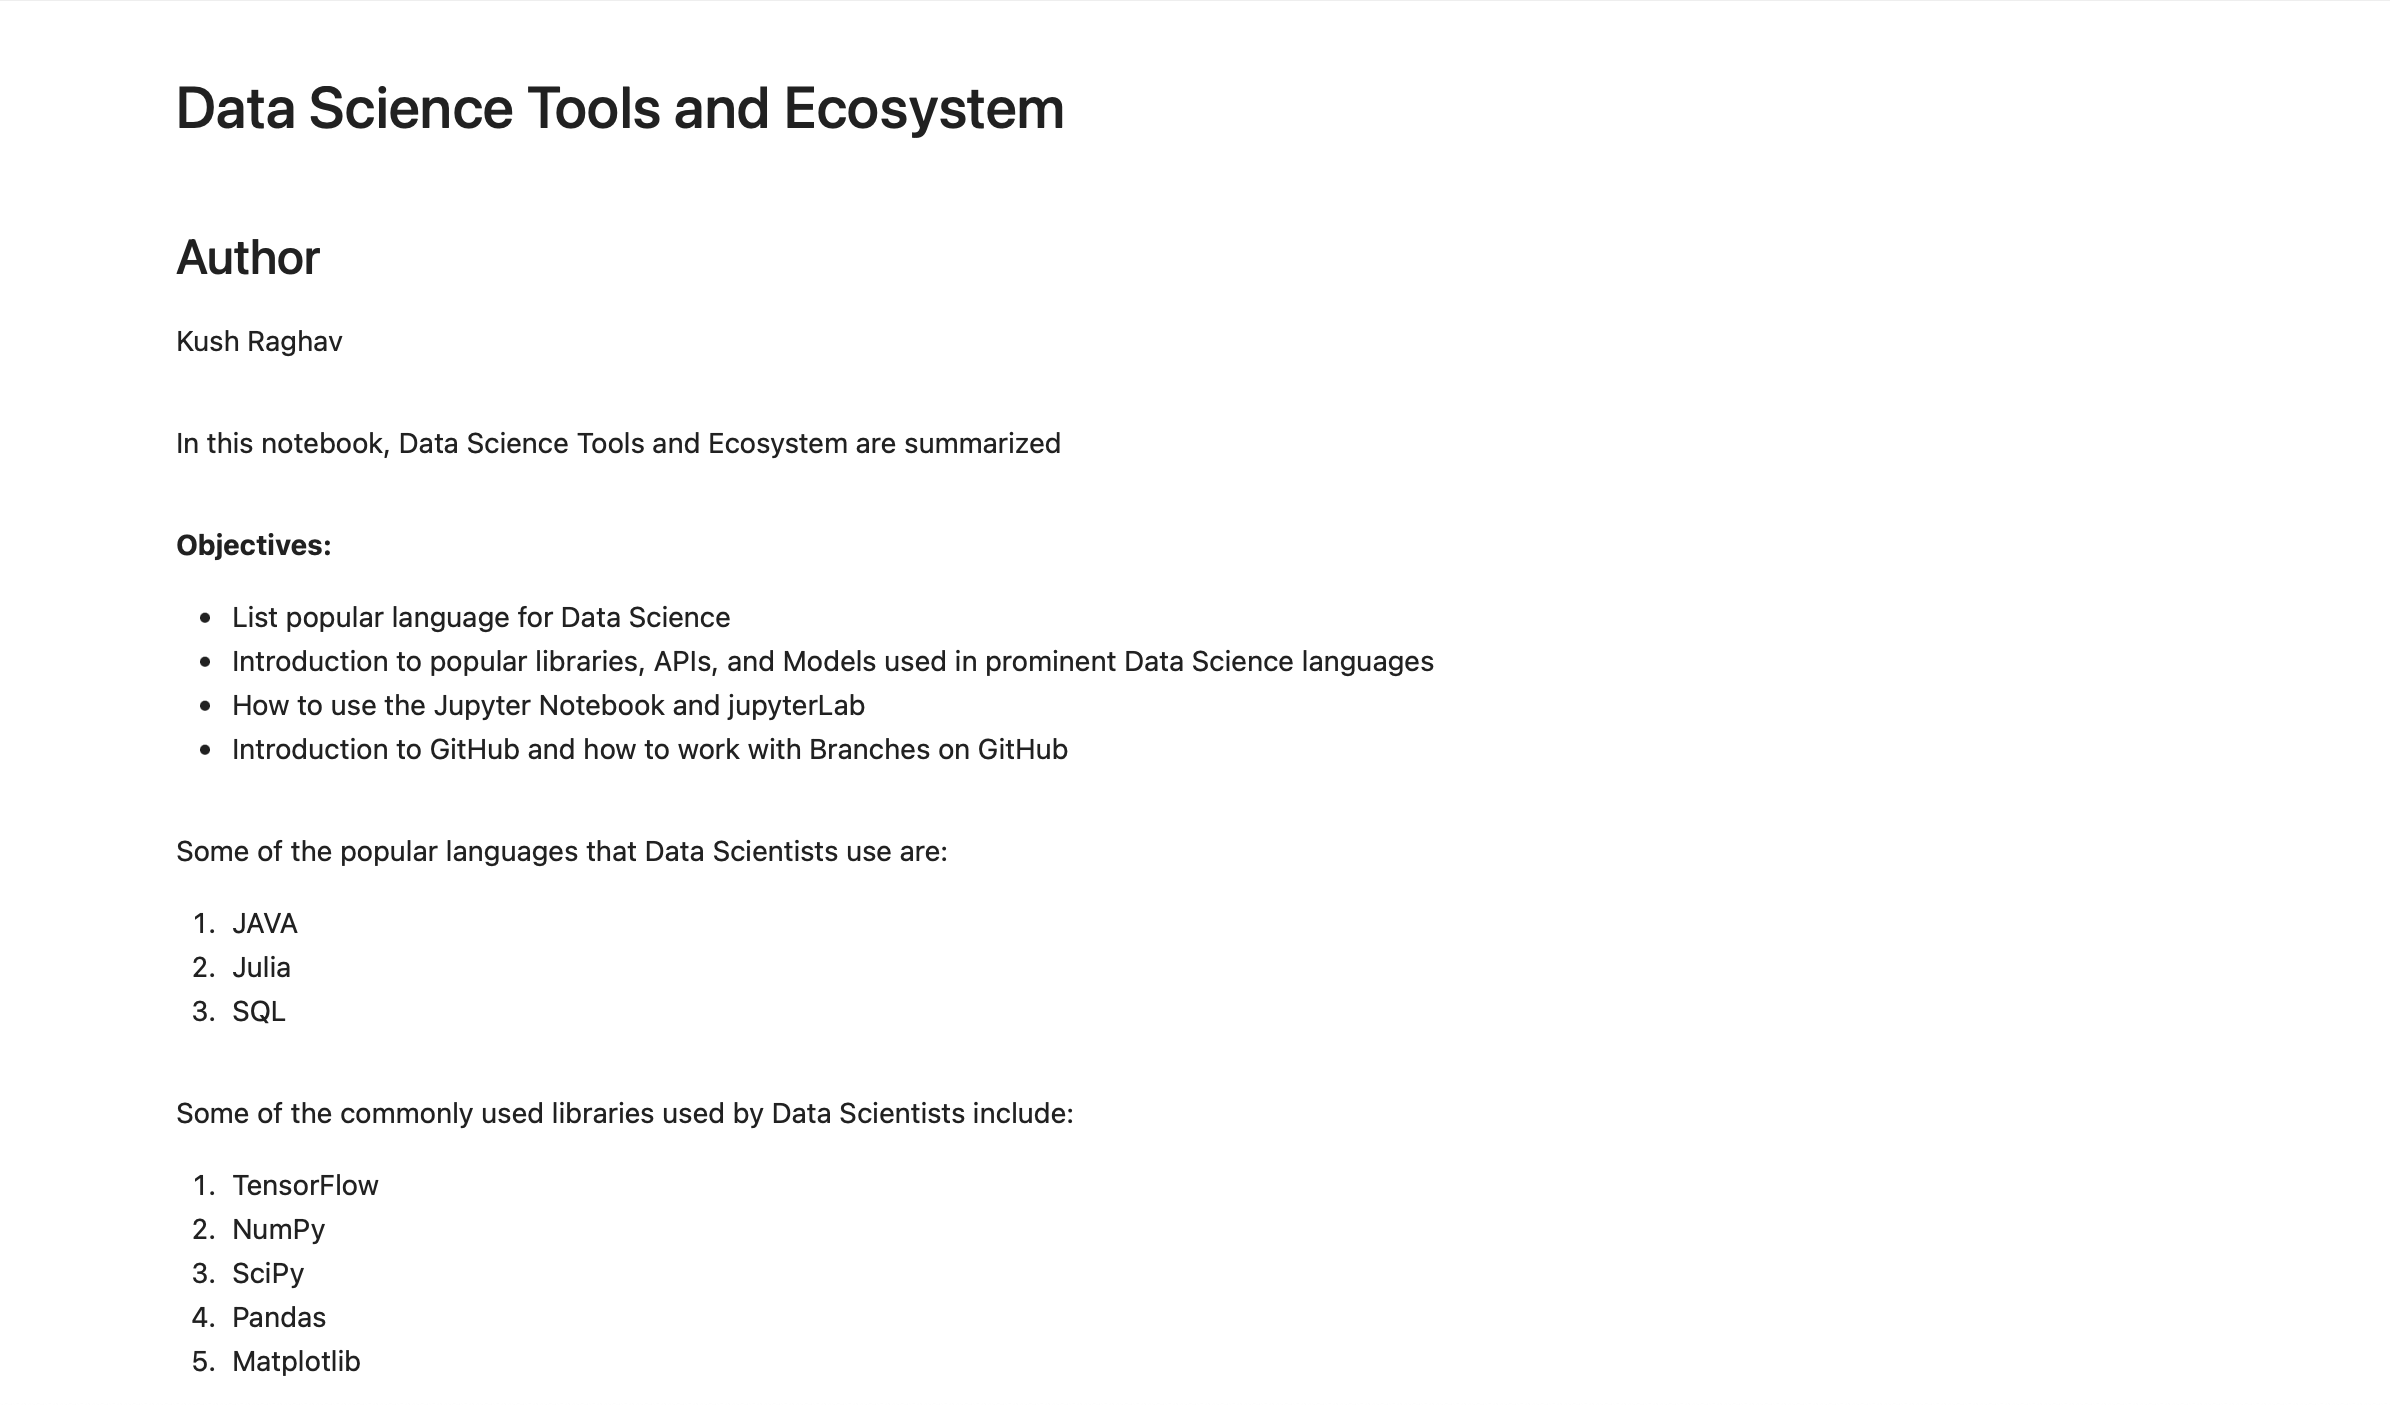 Data Science Tools and Ecosystem
Author
Kush Raghav
In this notebook, Data Science Tools and Ecosystem are summarized
Objectives:
• List popular language for Data Science
• Introduction to popular libraries, APIs, and Models used in prominent Data Science languages
• How to use the Jupyter Notebook and jupyterLab
• Introduction to GitHub and how to work with Branches on GitHub
Some of the popular languages that Data Scientists use are:
1. JAVA
2. Julia
3. SQL
Some of the commonly used libraries used by Data Scientists include:
1. TensorFlow
2. NumPy
3. SciPy
4. Pandas
5. Matplotlib